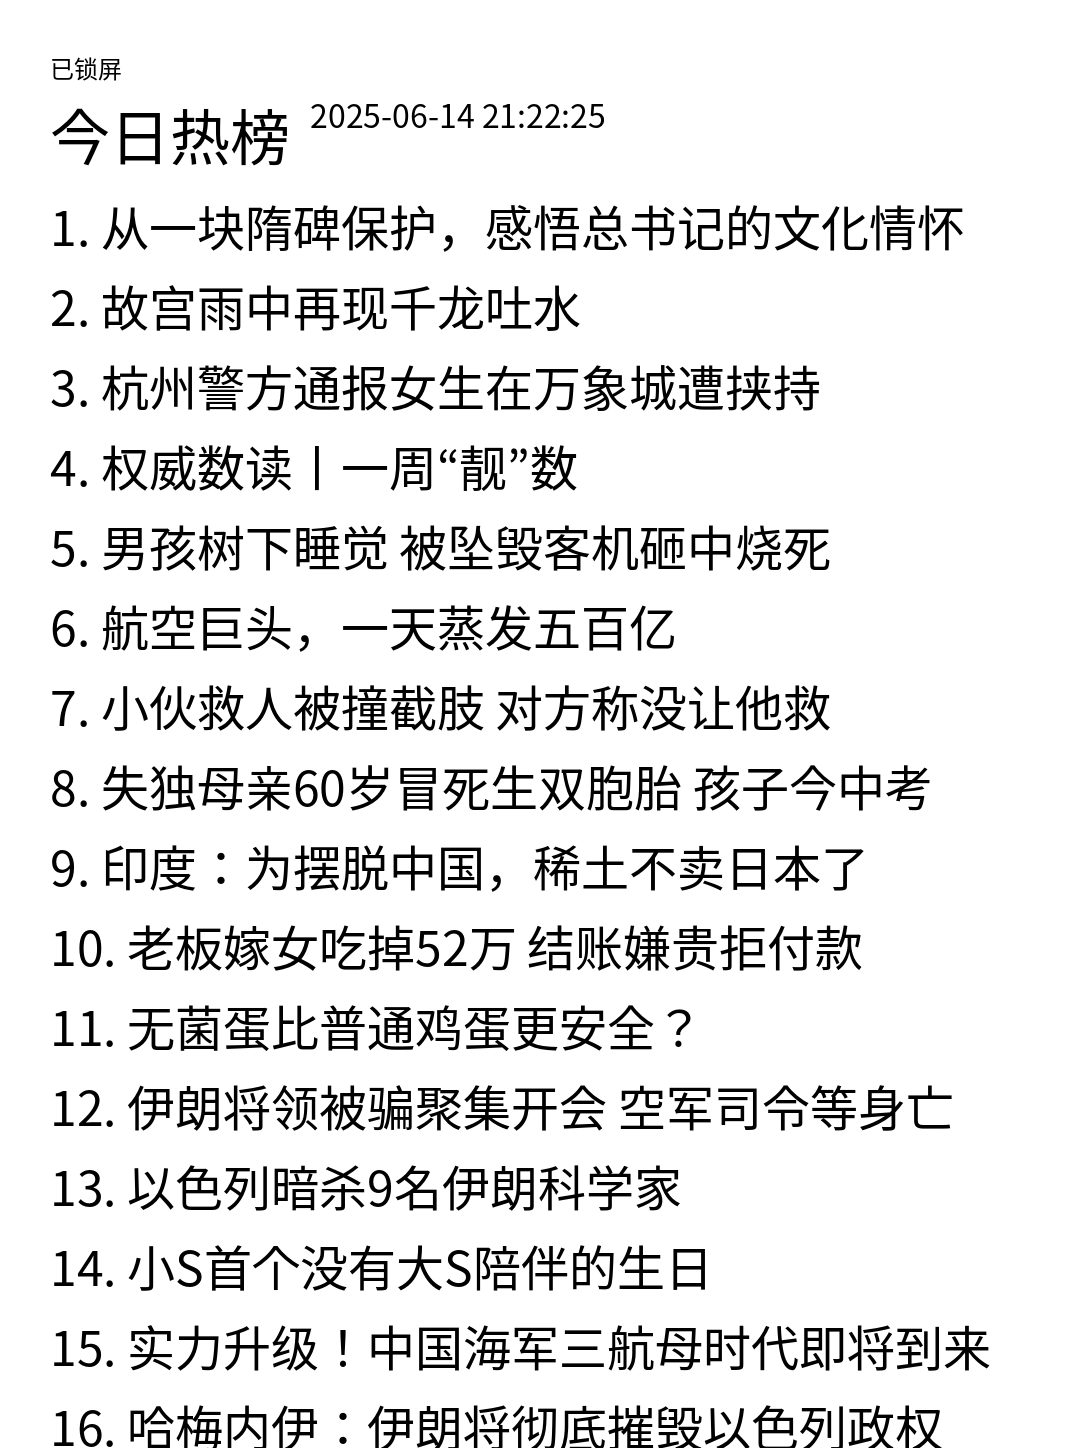 已锁屏
今日热榜 2025-06-14 21:22:25
1. 从一块隋碑保护，感悟总书记的文化情怀
2. 故宫雨中再现千龙吐水
3. 杭州警方通报女生在万象城遭挟持
4. 权威数读丨一周“靓”数
5. 男孩树下睡觉 被坠毁客机砸中烧死
6. 航空巨头，一天蒸发五百亿
7. 小伙救人被撞截肢 对方称没让他救
8. 失独母亲60岁冒死生双胞胎 孩子今中考
9. 印度：为摆脱中国，稀土不卖日本了
10. 老板嫁女吃掉52万 结账嫌贵拒付款
11. 无菌蛋比普通鸡蛋更安全？
12. 伊朗将领被骗聚集开会 空军司令等身亡
13. 以色列暗杀9名伊朗科学家
14. 小S首个没有大S陪伴的生日
15. 实力升级！中国海军三航母时代即将到来
16. 哈梅内伊：伊朗将彻底摧毁以色列政权